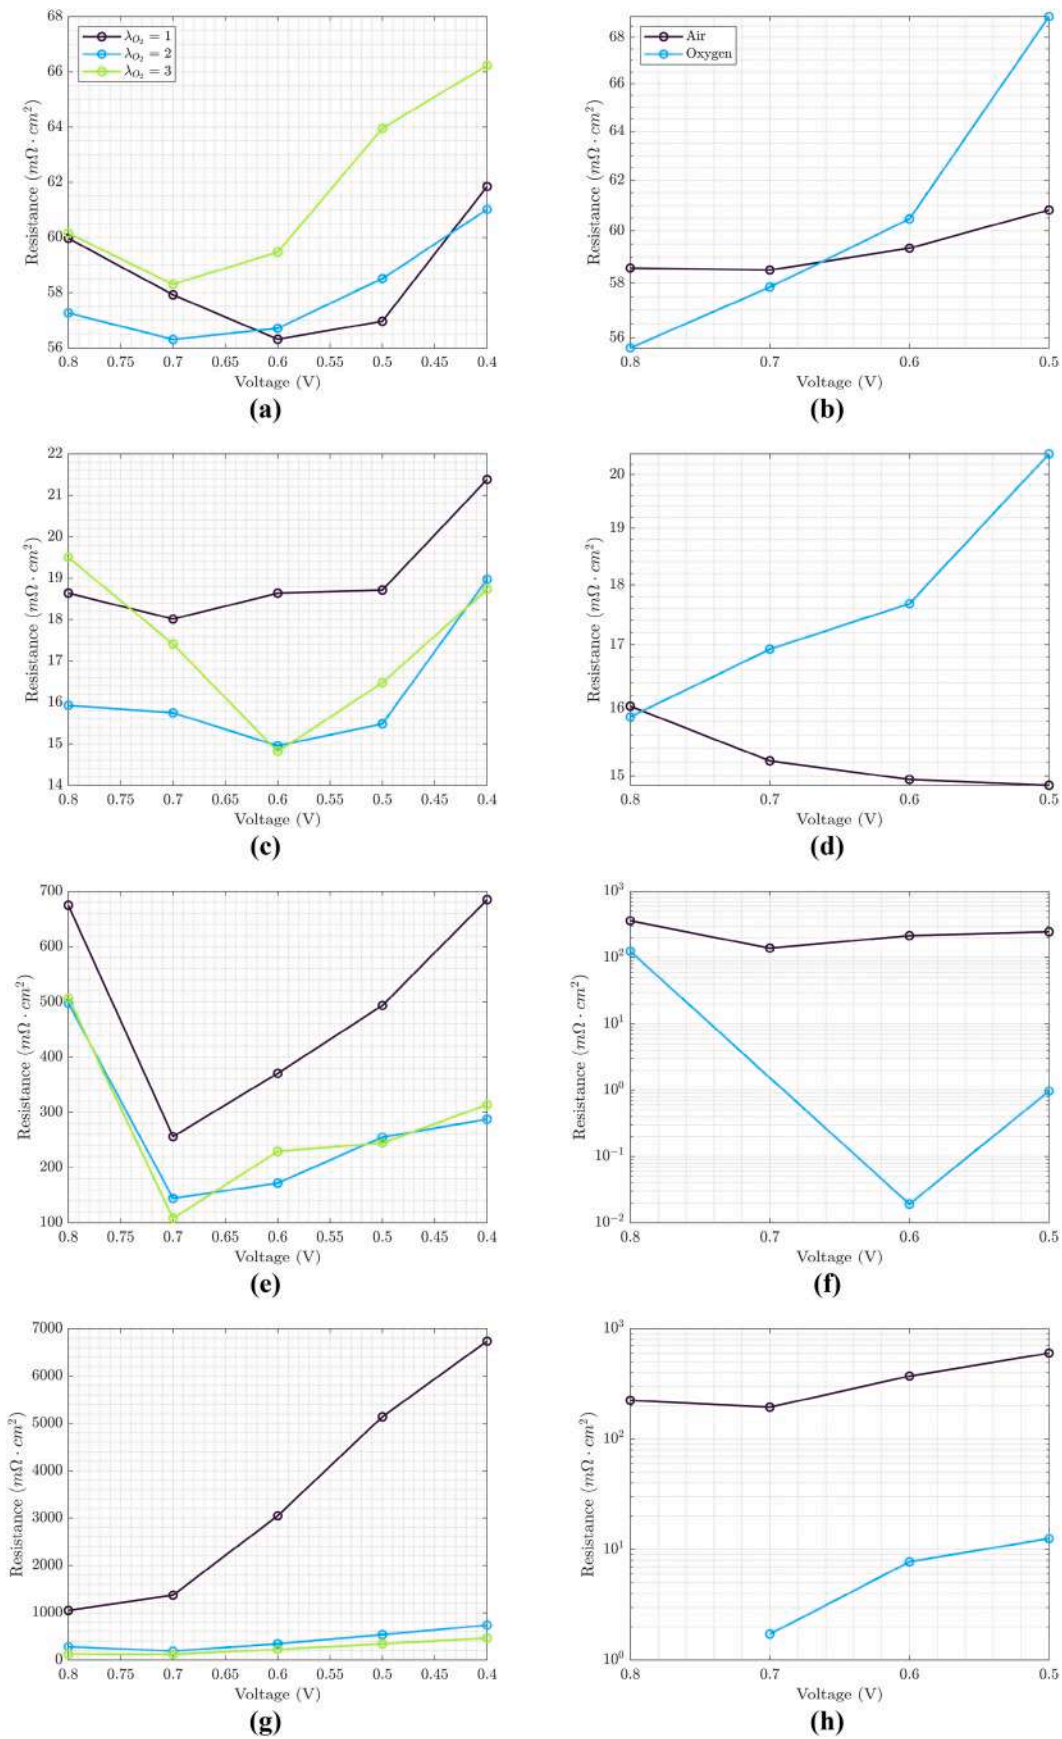 λ_{O_2} = 1
λ_{O_2} = 2
λ_{O_2} = 3
68
66
64
62
60
58
56
Resistance (mΩ · cm²)
0.8 0.75 0.7 0.65 0.6 0.55 0.5 0.45 0.4
Voltage (V)
(a)
Air
Oxygen
68
66
64
62
60
58
56
Resistance (mΩ · cm²)
0.8 0.7 0.6 0.5
Voltage (V)
(b)
22
21
20
19
18
17
16
15
14
Resistance (mΩ · cm²)
0.8 0.75 0.7 0.65 0.6 0.55 0.5 0.45 0.4
Voltage (V)
(c)
20
19
18
17
16
15
Resistance (mΩ · cm²)
0.8 0.7 0.6 0.5
Voltage (V)
(d)
700
600
500
400
300
200
100
Resistance (mΩ · cm²)
0.8 0.75 0.7 0.65 0.6 0.55 0.5 0.45 0.4
Voltage (V)
(e)
10³
10²
10¹
10⁰
10⁻¹
10⁻²
Resistance (mΩ · cm²)
0.8 0.7 0.6 0.5
Voltage (V)
(f)
7000
6000
5000
4000
3000
2000
1000
0
Resistance (mΩ · cm²)
0.8 0.75 0.7 0.65 0.6 0.55 0.5 0.45 0.4
Voltage (V)
(g)
10³
10²
10¹
10⁰
Resistance (mΩ · cm²)
0.8 0.7 0.6 0.5
Voltage (V)
(h)